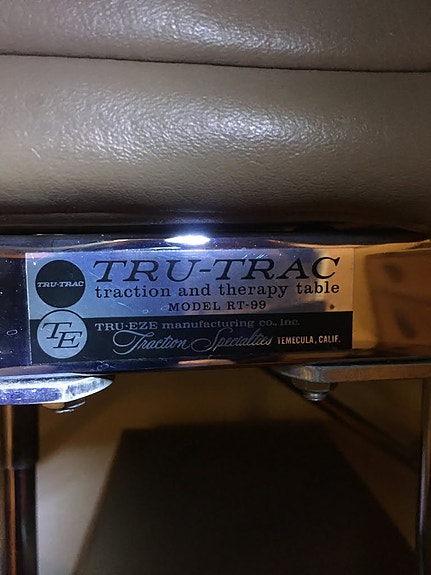 TRU-TRAC
TRU-TRAC
traction and therapy table
MODEL RT-99
TE
TRU-EZE manufacturing co., inc.
Traction Specialties TEMECULA, CALIF.